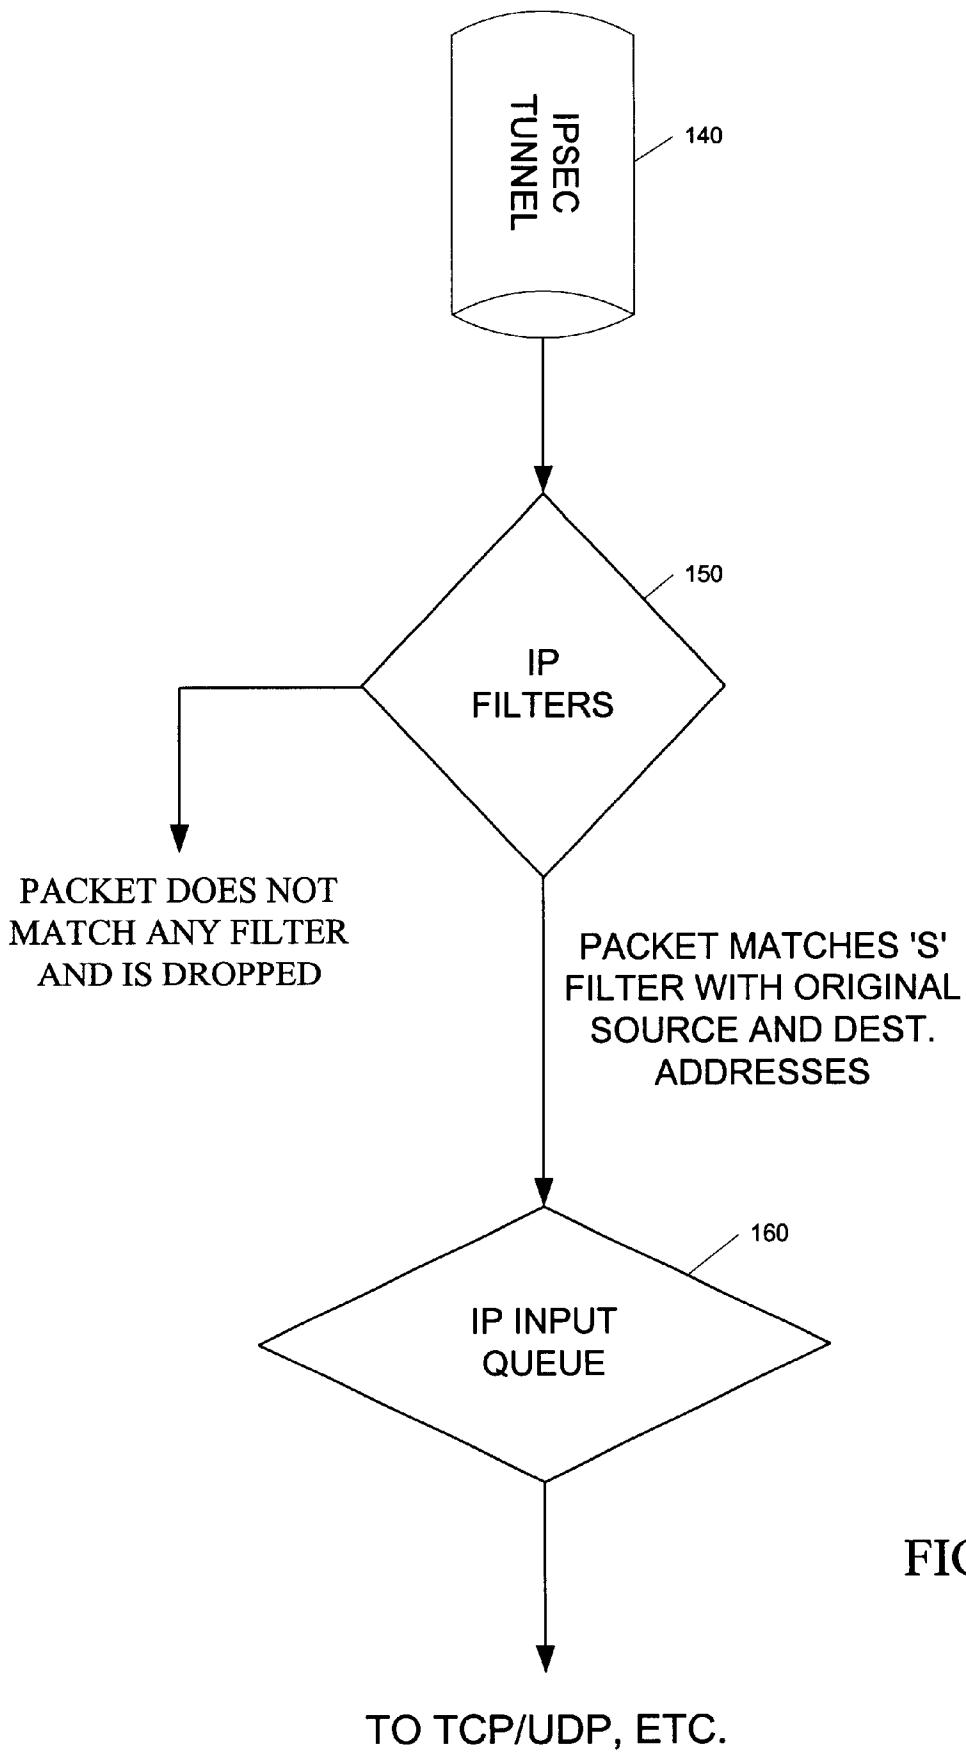 IPSEC
TUNNEL
140
150
IP
FILTERS
PACKET DOES NOT
MATCH ANY FILTER
AND IS DROPPED
PACKET MATCHES 'S'
FILTER WITH ORIGINAL
SOURCE AND DEST.
ADDRESSES
160
IP INPUT
QUEUE
TO TCP/UDP, ETC.